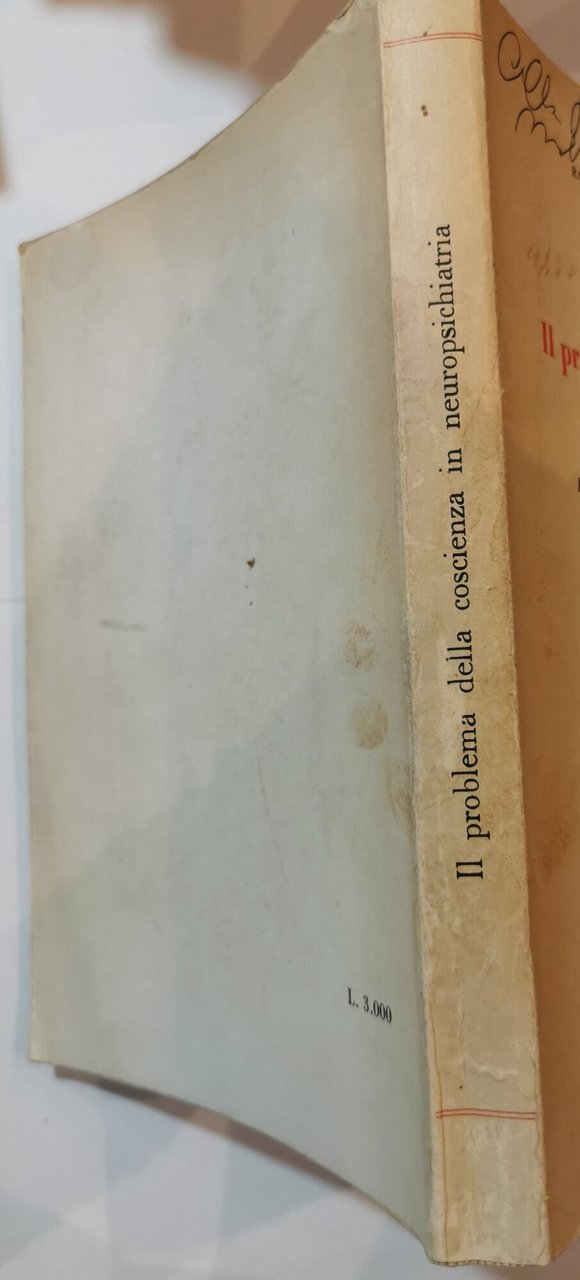 Il problema della coscienza in neuropsichiatria
L. 3.000
Il pr